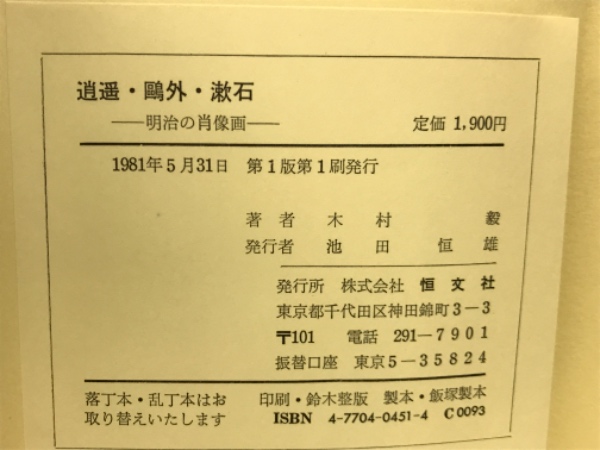 逍遥・鷗外・漱石
――明治の肖像画――　定価 1,900円
1981年5月31日　第1版第1刷発行
著者　木村　毅
発行者　池田恒雄
発行所　株式会社 恒文社
東京都千代田区神田錦町3－3
〒101　電話　291－7901
振替口座　東京5－35824
落丁本・乱丁本はお　印刷・鈴木整版　製本・飯塚製本
取り替えいたします　ISBN　4-7704-0451-4　C0093